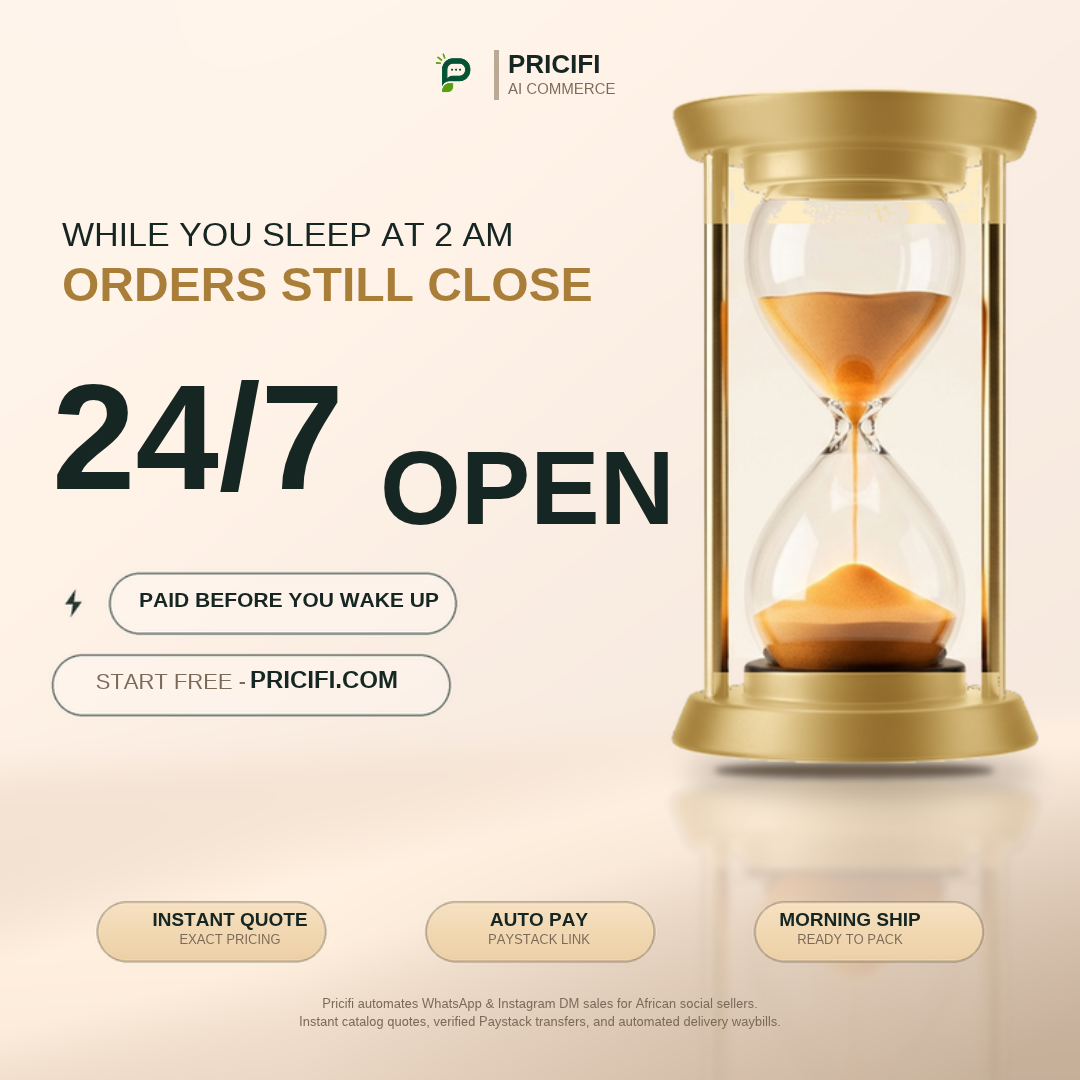 PRICIFI
AI COMMERCE
WHILE YOU SLEEP AT 2 AM
ORDERS STILL CLOSE
24/7
OPEN
PAID BEFORE YOU WAKE UP
START FREE - PRICIFI.COM
INSTANT QUOTE
EXACT PRICING
AUTO PAY
PAYSTACK LINK
MORNING SHIP
READY TO PACK
Pricifi automates WhatsApp & Instagram DM sales for African social sellers.
Instant catalog quotes, verified Paystack transfers, and automated delivery waybills.